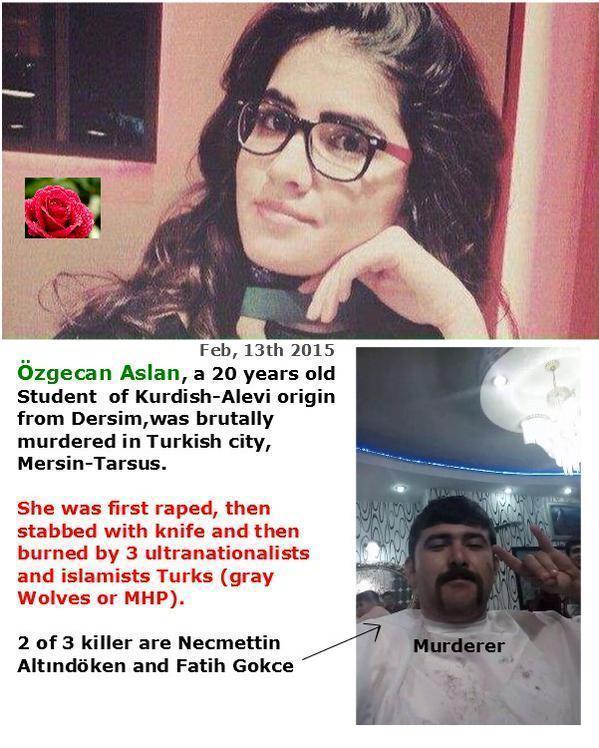 Feb, 13th 2015
Özgecan Aslan, a 20 years old
Student of Kurdish-Alevi origin
from Dersim,was brutally
murdered in Turkish city,
Mersin-Tarsus.
She was first raped, then
stabbed with knife and then
burned by 3 ultranationalists
and islamists Turks (gray
Wolves or MHP).
2 of 3 killer are Necmettin
Altındöken and Fatih Gokce
Murderer